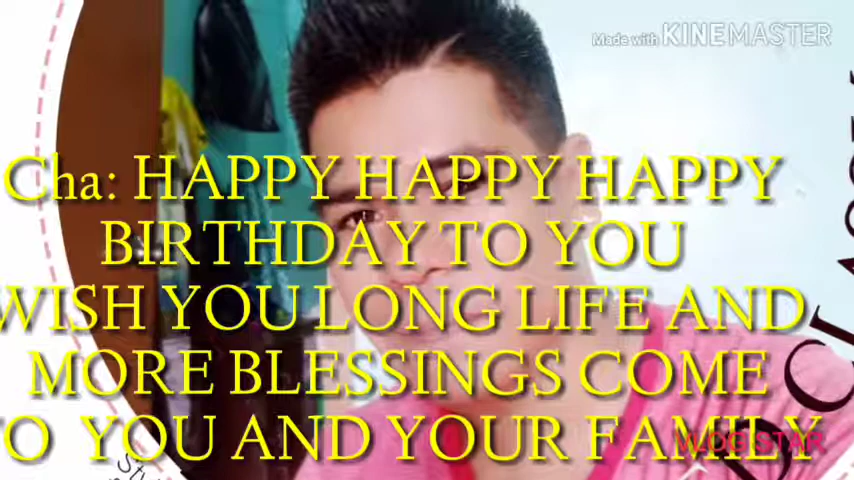 Made with KINEMASTER
Cha: HAPPY HAPPY HAPPY
BIRTHDAY TO YOU
WISH YOU LONG LIFE AND
MORE BLESSINGS COME
TO YOU AND YOUR FAMILY
VLOG STAR